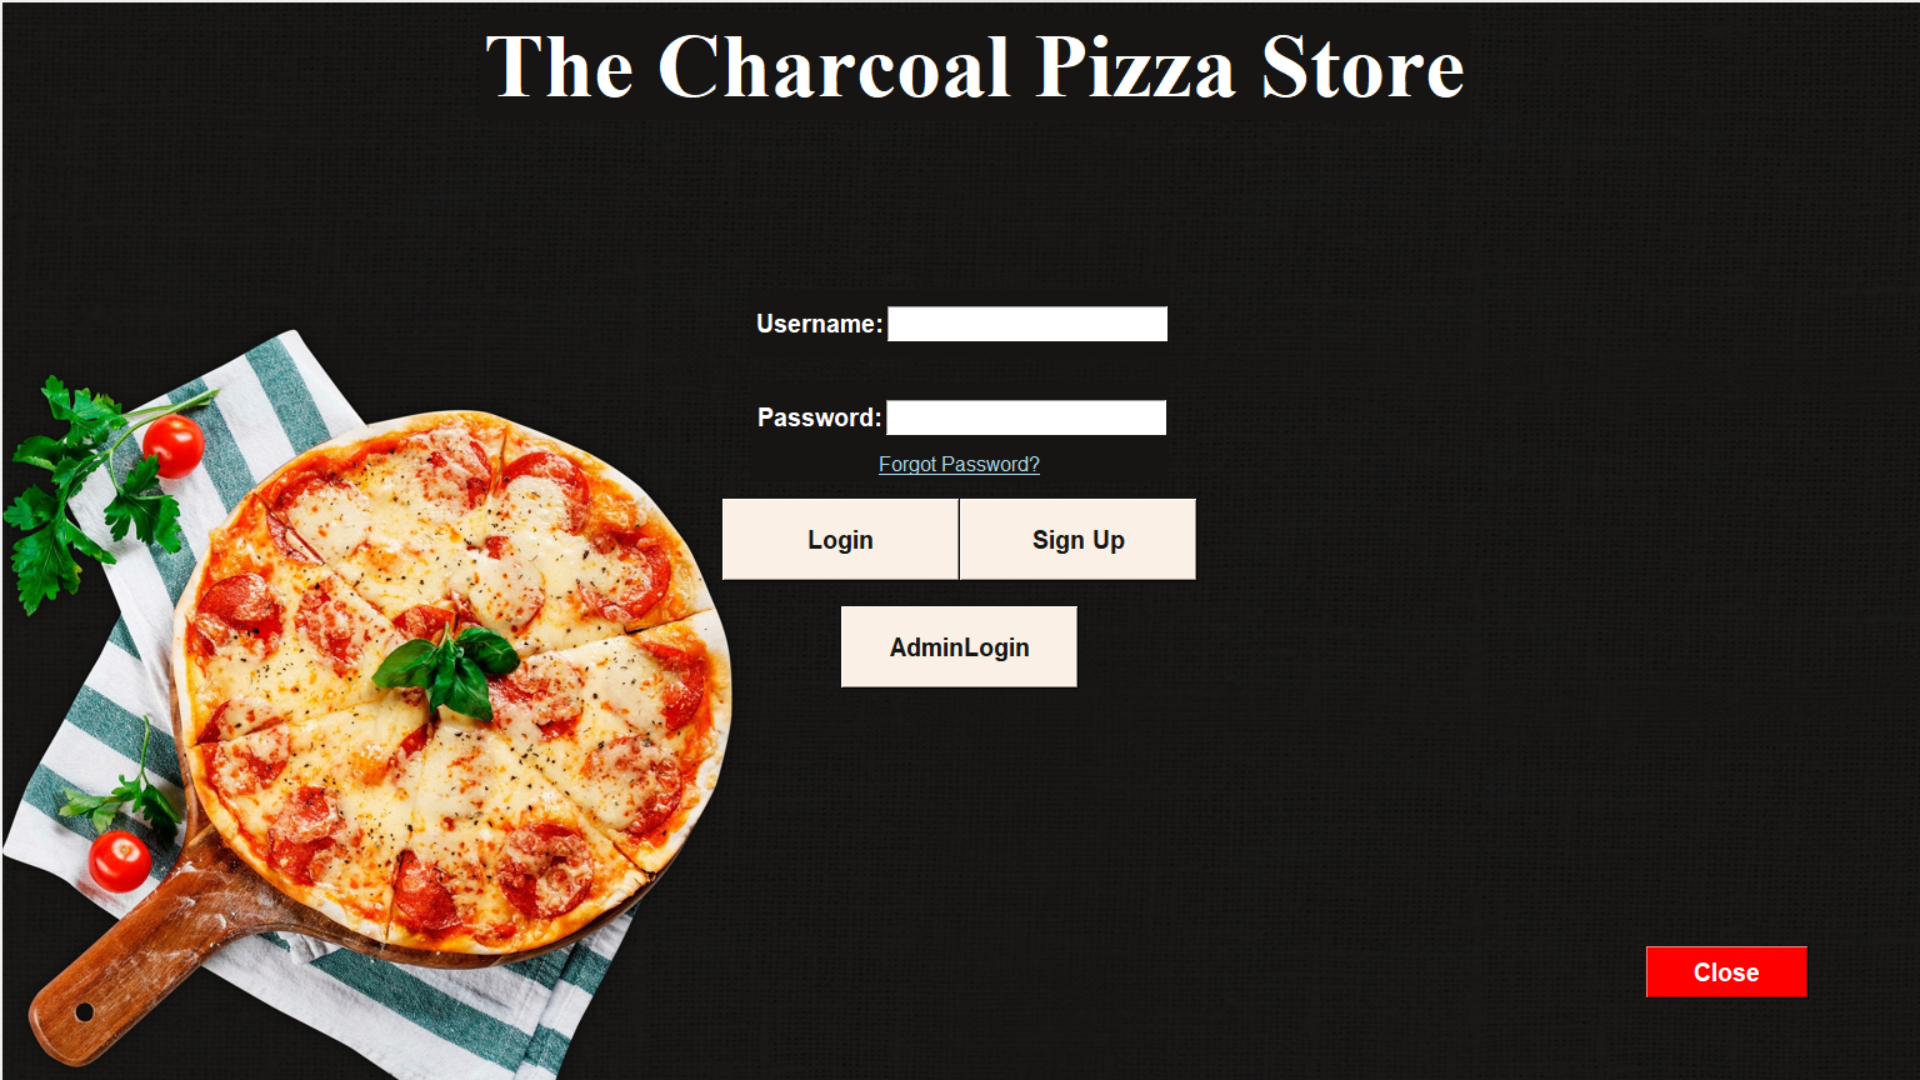 The Charcoal Pizza Store
Username:
Password:
Forgot Password?
Login Sign Up
AdminLogin
Close